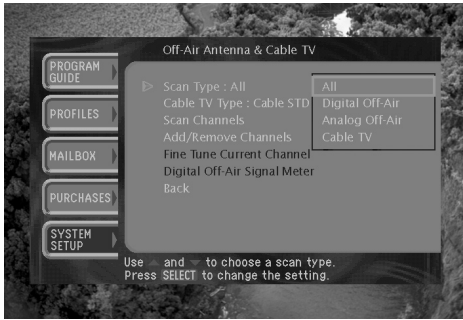 Off-Air Antenna & Cable TV
PROGRAM
GUIDE
PROFILES
MAILBOX
PURCHASES
SYSTEM
SETUP
Scan Type : All
Cable TV Type : Cable STD
Scan Channels
Add/Remove Channels
Fine Tune Current Channel
Digital Off-Air Signal Meter
Back
All
Digital Off-Air
Analog Off-Air
Cable TV
Use and to choose a scan type.
Press SELECT to change the setting.